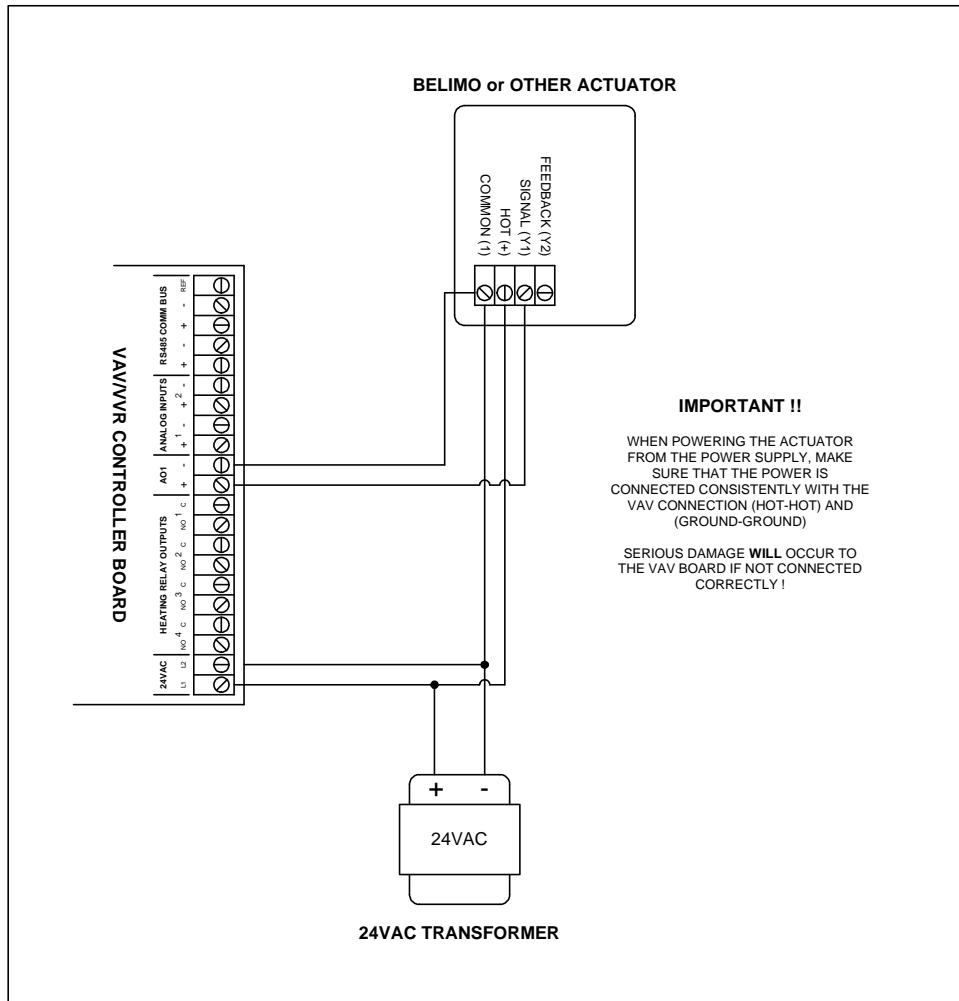 BELIMO or OTHER ACTUATOR
COMMON (1)
HOT (+)
SIGNAL (Y1)
FEEDBACK (Y2)
VAV/VVR CONTROLLER BOARD
RS485 COMM BUS
REF
-
+
-
+
ANALOG INPUTS
-
2
+
-
1
+
AO1
-
+
HEATING RELAY OUTPUTS
C
1
NO
C
2
NO
C
3
NO
C
4
NO
24VAC
L2
L1
IMPORTANT !!
WHEN POWERING THE ACTUATOR
FROM THE POWER SUPPLY, MAKE
SURE THAT THE POWER IS
CONNECTED CONSISTENTLY WITH THE
VAV CONNECTION (HOT-HOT) AND
(GROUND-GROUND)
SERIOUS DAMAGE WILL OCCUR TO
THE VAV BOARD IF NOT CONNECTED
CORRECTLY !
+ -
24VAC
24VAC TRANSFORMER